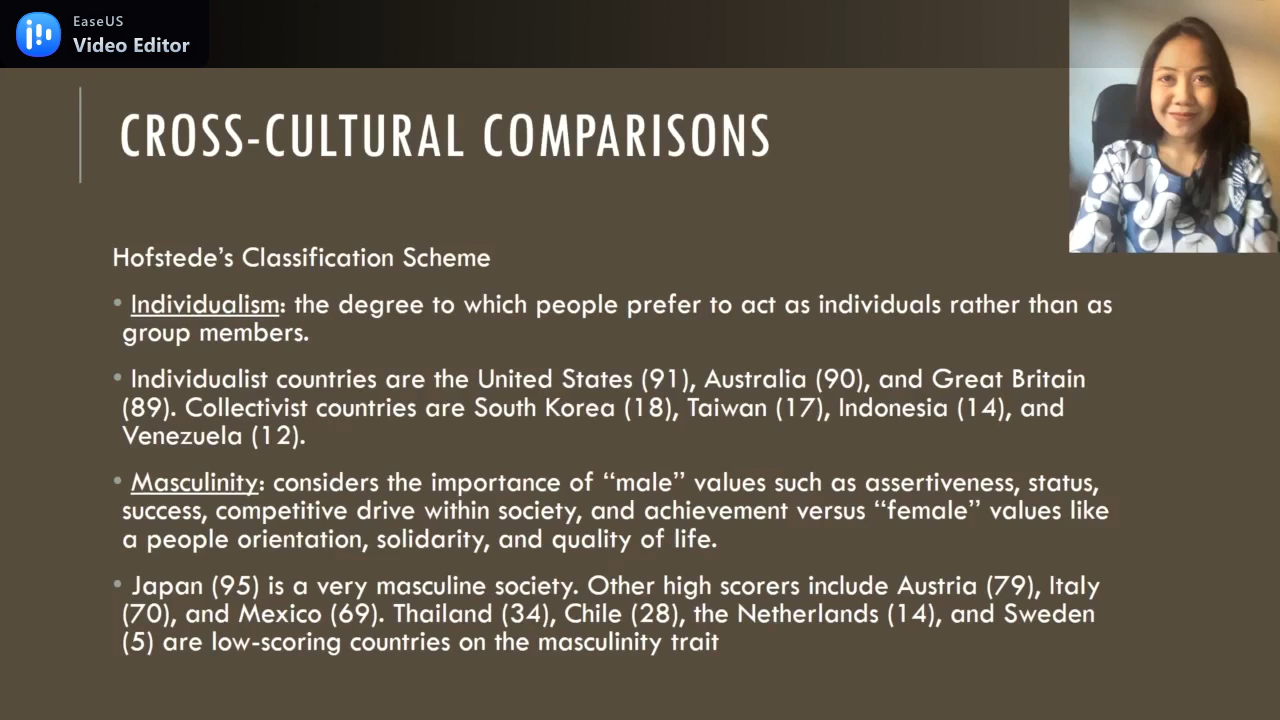 EaseUS
Video Editor
CROSS-CULTURAL COMPARISONS
Hofstede’s Classification Scheme
• Individualism: the degree to which people prefer to act as individuals rather than as
group members.
• Individualist countries are the United States (91), Australia (90), and Great Britain
(89). Collectivist countries are South Korea (18), Taiwan (17), Indonesia (14), and
Venezuela (12).
• Masculinity: considers the importance of “male” values such as assertiveness, status,
success, competitive drive within society, and achievement versus “female” values like
a people orientation, solidarity, and quality of life.
• Japan (95) is a very masculine society. Other high scorers include Austria (79), Italy
(70), and Mexico (69). Thailand (34), Chile (28), the Netherlands (14), and Sweden
(5) are low-scoring countries on the masculinity trait